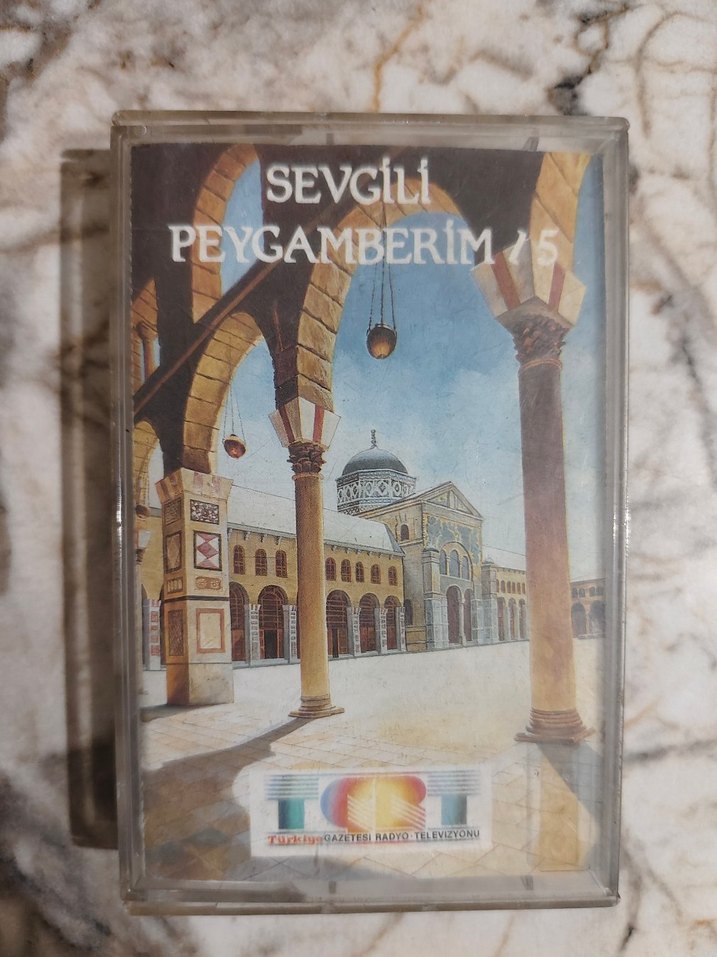 SEVGİLİ
PEYGAMBERİM / 5
TGRT
Türkiye GAZETESİ RADYO-TELEVİZYONU